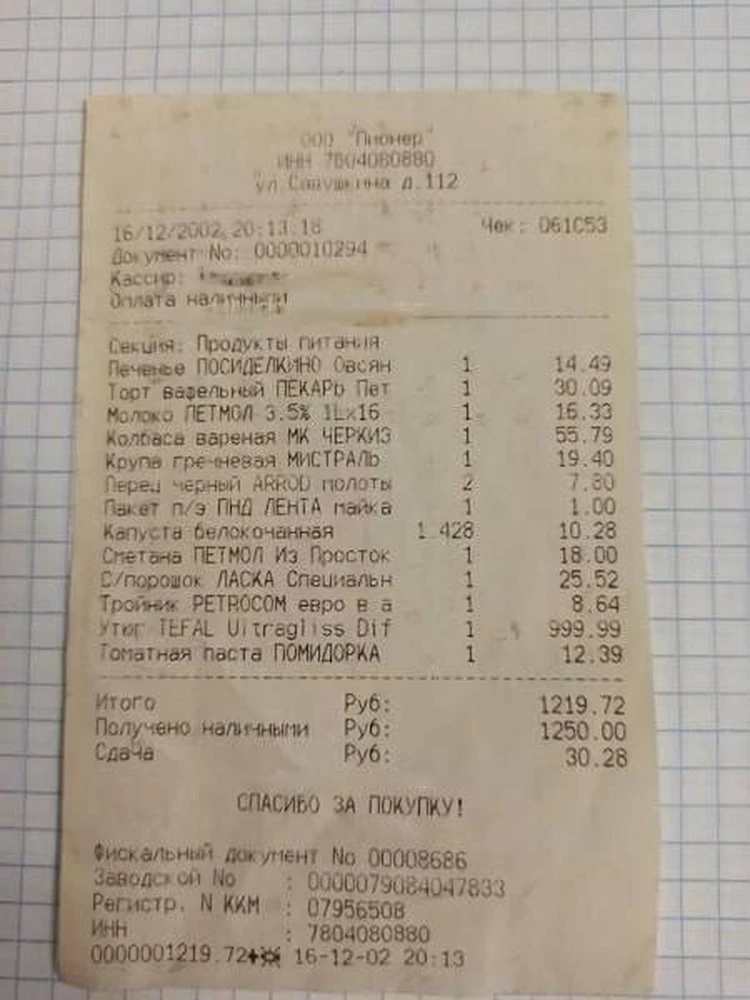 ООО "Пионер"
ИНН 7804080880
ул.Савушкина д.112
16/12/2002 20:13:18 Чек: 061C53
Документ No: 0000010294
Кассир:
Оплата наличными
Секция: Продукты питания
Печенье ПОСИДЕЛКИНО Овсян 1 14.49
Торт вафельный ПЕКАРЬ Пет 1 30.09
Молоко ПЕТМОЛ 3.5% 1Lx16 1 16.33
Колбаса вареная МК ЧЕРКИЗ 1 55.79
Крупа гречневая МИСТРАЛЬ 1 19.40
Перец черный ARROD молоты 2 7.80
Пакет п/э ПНД ЛЕНТА майка 1 1.00
Капуста белокочанная 1.428 10.28
Сметана ПЕТМОЛ Из Просток 1 18.00
С/порошок ЛАСКА Специальн 1 25.52
Тройник PETROCOM евро в а 1 8.64
Утюг TEFAL Ultragliss Dif 1 999.99
Томатная паста ПОМИДОРКА 1 12.39
Итого Руб: 1219.72
Получено наличными Руб: 1250.00
Сдача Руб: 30.28
СПАСИБО ЗА ПОКУПКУ!
Фискальный документ No 00008686
Заводской No : 0000079084047833
Регистр. N ККМ : 07956508
ИНН : 7804080880
0000001219.72 16-12-02 20:13